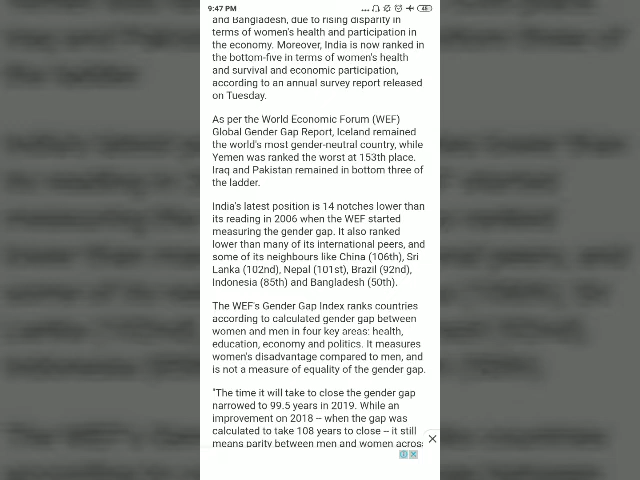 9:47 PM
48
and Bangladesh, due to rising disparity in
terms of women's health and participation in
the economy. Moreover, India is now ranked in
the bottom-five in terms of women's health
and survival and economic participation,
according to an annual survey report released
on Tuesday.
As per the World Economic Forum (WEF)
Global Gender Gap Report, Iceland remained
the world's most gender-neutral country, while
Yemen was ranked the worst at 153th place.
Iraq and Pakistan remained in bottom three of
the ladder.
India's latest position is 14 notches lower than
its reading in 2006 when the WEF started
measuring the gender gap. It also ranked
lower than many of its international peers, and
some of its neighbours like China (106th), Sri
Lanka (102nd), Nepal (101st), Brazil (92nd),
Indonesia (85th) and Bangladesh (50th).
The WEF's Gender Gap Index ranks countries
according to calculated gender gap between
women and men in four key areas: health,
education, economy and politics. It measures
women's disadvantage compared to men, and
is not a measure of equality of the gender gap.
"The time it will take to close the gender gap
narrowed to 99.5 years in 2019. While an
improvement on 2018 – when the gap was
calculated to take 108 years to close – it still
means parity between men and women across